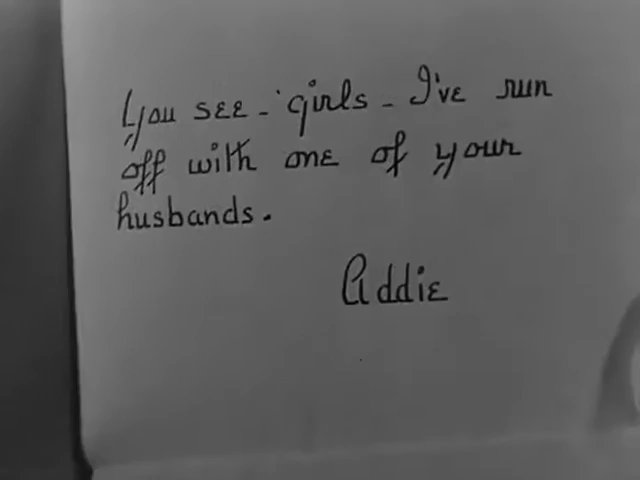 You see - girls - I've run
off with one of your
husbands.
Addie